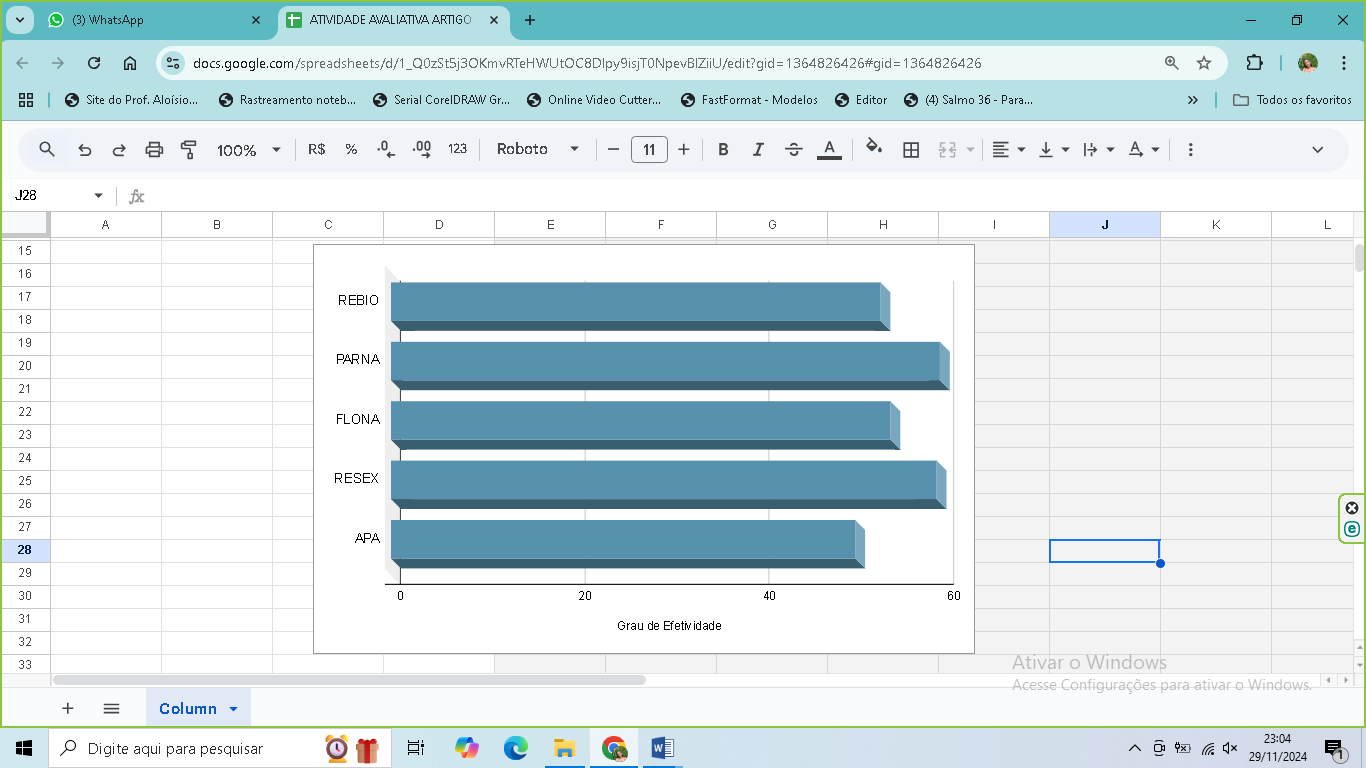 (3) WhatsApp
ATIVIDADE AVALIATIVA ARTIGO
docs.google.com/spreadsheets/d/1_Q0zSt5j3OKmvRTeHWUtOC8DIpy9isjT0NpevBlZiiU/edit?gid=1364826426#gid=1364826426
Site do Prof. Aloísio... Rastreamento noteb... Serial CorelDRAW Gr... Online Video Cutter... FastFormat - Modelos Editor (4) Salmo 36 - Para... Todos os favoritos
100% R$ % .0 .00 123 Roboto 11 B I S A A
J28 fx
A B C D E F G H I J K L
15
16
17
18
19
20
21
22
23
24
25
26
27
28
29
30
31
32
33
REBIO
PARNA
FLONA
RESEX
APA
0 20 40 60
Grau de Efetividade
Ativar o Windows
Acesse Configurações para ativar o Windows.
Column
Digite aqui para pesquisar
23:04
29/11/2024
1